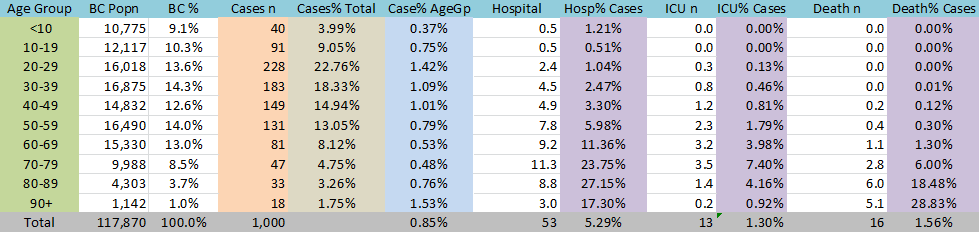 Age Group BC Popn BC % Cases n Cases% Total Case% AgeGp Hospital Hosp% Cases ICU n ICU% Cases Death n Death% Cases
<10 10,775 9.1% 40 3.99% 0.37% 0.5 1.21% 0.0 0.00% 0.0 0.00%
10-19 12,117 10.3% 91 9.05% 0.75% 0.5 0.51% 0.0 0.00% 0.0 0.00%
20-29 16,018 13.6% 228 22.76% 1.42% 2.4 1.04% 0.3 0.13% 0.0 0.00%
30-39 16,875 14.3% 183 18.33% 1.09% 4.5 2.47% 0.8 0.46% 0.0 0.01%
40-49 14,832 12.6% 149 14.94% 1.01% 4.9 3.30% 1.2 0.81% 0.2 0.12%
50-59 16,490 14.0% 131 13.05% 0.79% 7.8 5.98% 2.3 1.79% 0.4 0.30%
60-69 15,330 13.0% 81 8.12% 0.53% 9.2 11.36% 3.2 3.98% 1.1 1.30%
70-79 9,988 8.5% 47 4.75% 0.48% 11.3 23.75% 3.5 7.40% 2.8 6.00%
80-89 4,303 3.7% 33 3.26% 0.76% 8.8 27.15% 1.4 4.16% 6.0 18.48%
90+ 1,142 1.0% 18 1.75% 1.53% 3.0 17.30% 0.2 0.92% 5.1 28.83%
Total 117,870 100.0% 1,000 0.85% 53 5.29% 13 1.30% 16 1.56%